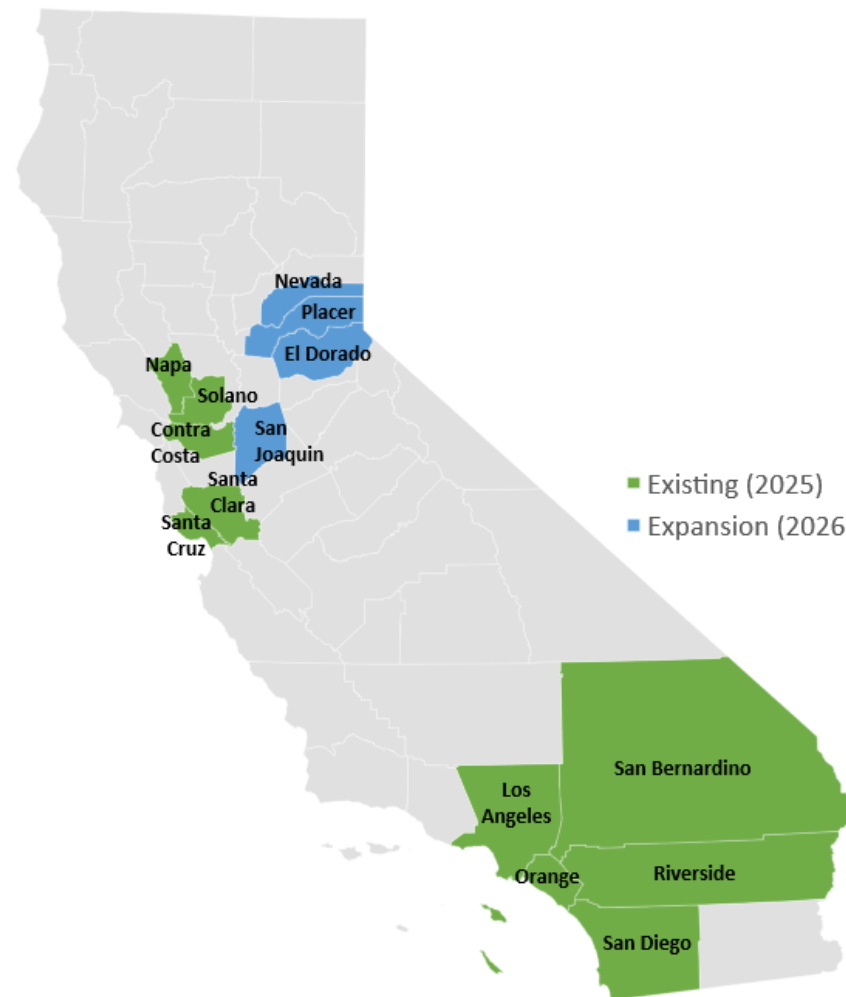 Nevada
Placer
El Dorado
Napa
Solano
Contra
Costa
San
Joaquin
Santa
Clara
Santa
Cruz
Existing (2025)
Expansion (2026
San Bernardino
Los
Angeles
Orange
Riverside
San Diego